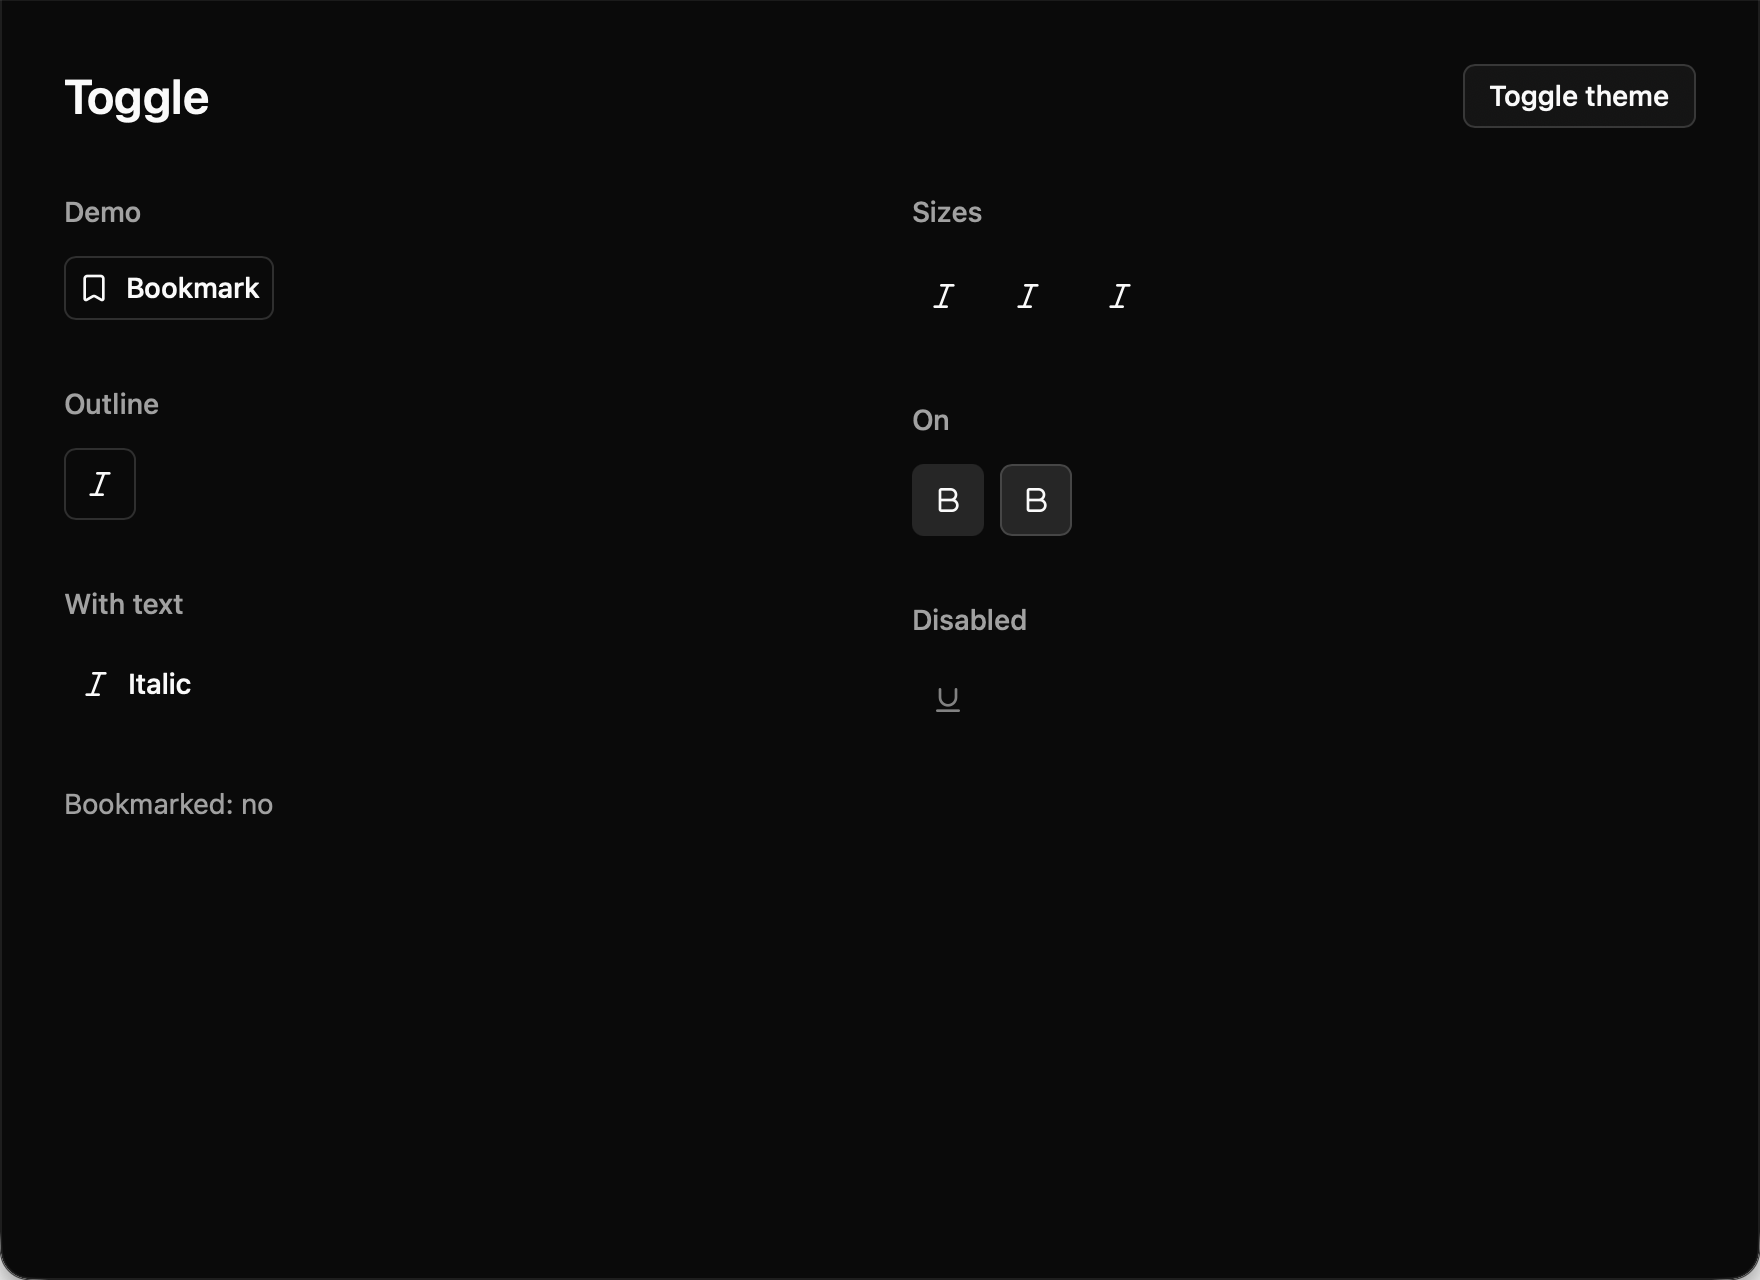 Toggle
Toggle theme
Demo
Bookmark
Outline
I
With text
I Italic
Bookmarked: no
Sizes
I I I
On
B B
Disabled
U